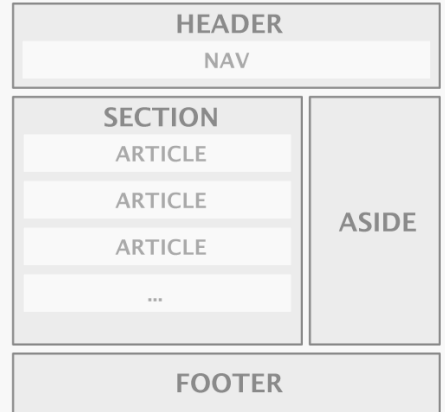 HEADER
NAV
SECTION
ARTICLE
ARTICLE
ARTICLE
...
ASIDE
FOOTER